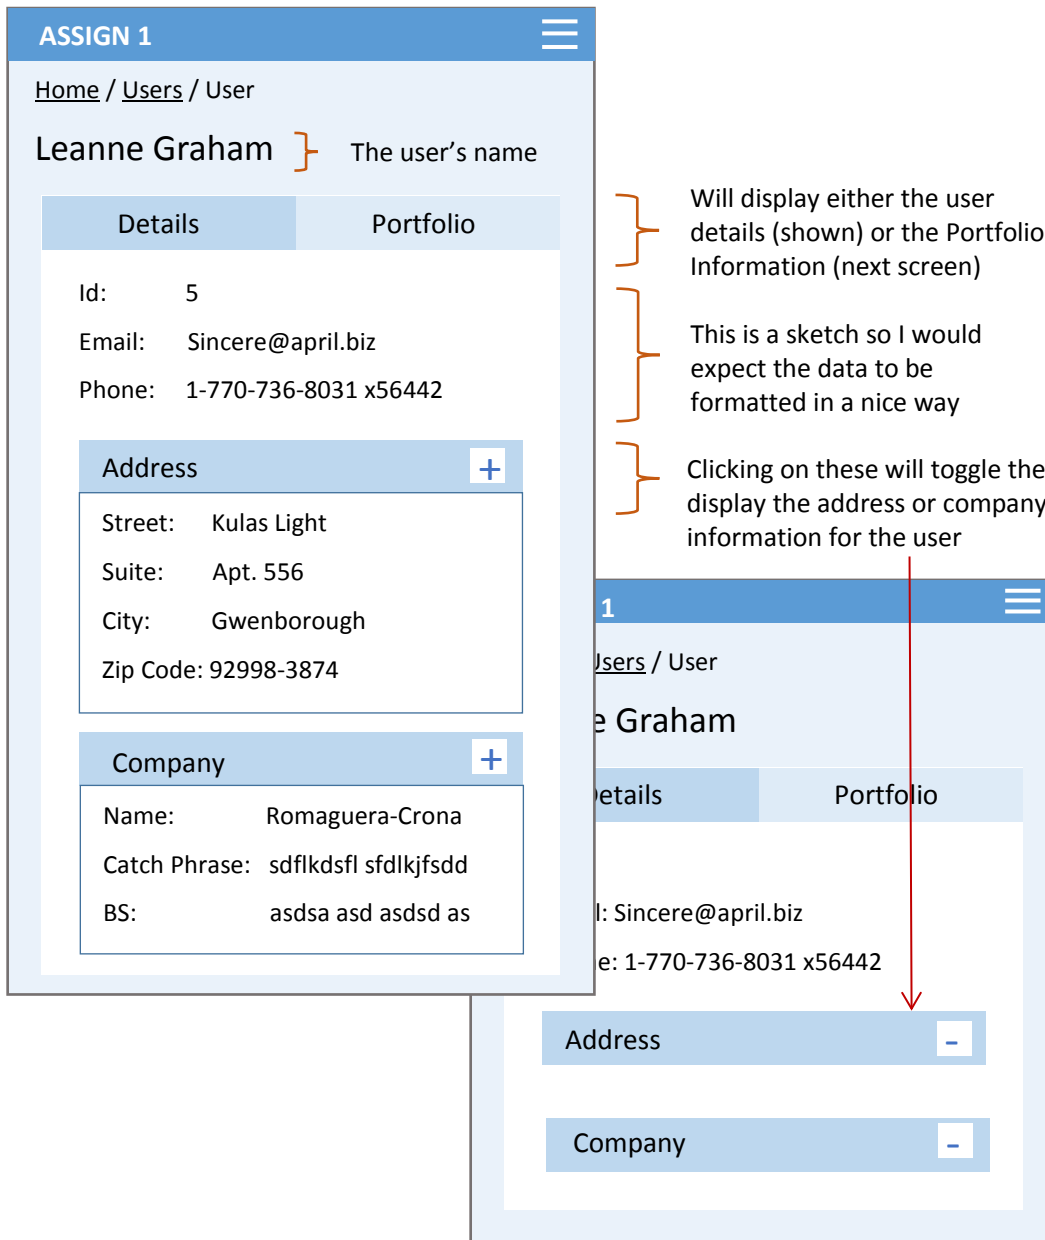 ASSIGN 1
Home / Users / User
Leanne Graham
The user's name
Details Portfolio
Id: 5
Email: Sincere@april.biz
Phone: 1-770-736-8031 x56442
Address +
Street: Kulas Light
Suite: Apt. 556
City: Gwenborough
Zip Code: 92998-3874
Company +
Name: Romaguera-Crona
Catch Phrase: sdflkdsfl sfdlkjfsdd
BS: asdsa asd asdsd as
Will display either the user
details (shown) or the Portfolio
Information (next screen)
This is a sketch so I would
expect the data to be
formatted in a nice way
Clicking on these will toggle the
display the address or company
information for the user
1
Users / User
e Graham
Details Portfolio
l: Sincere@april.biz
e: 1-770-736-8031 x56442
Address -
Company -